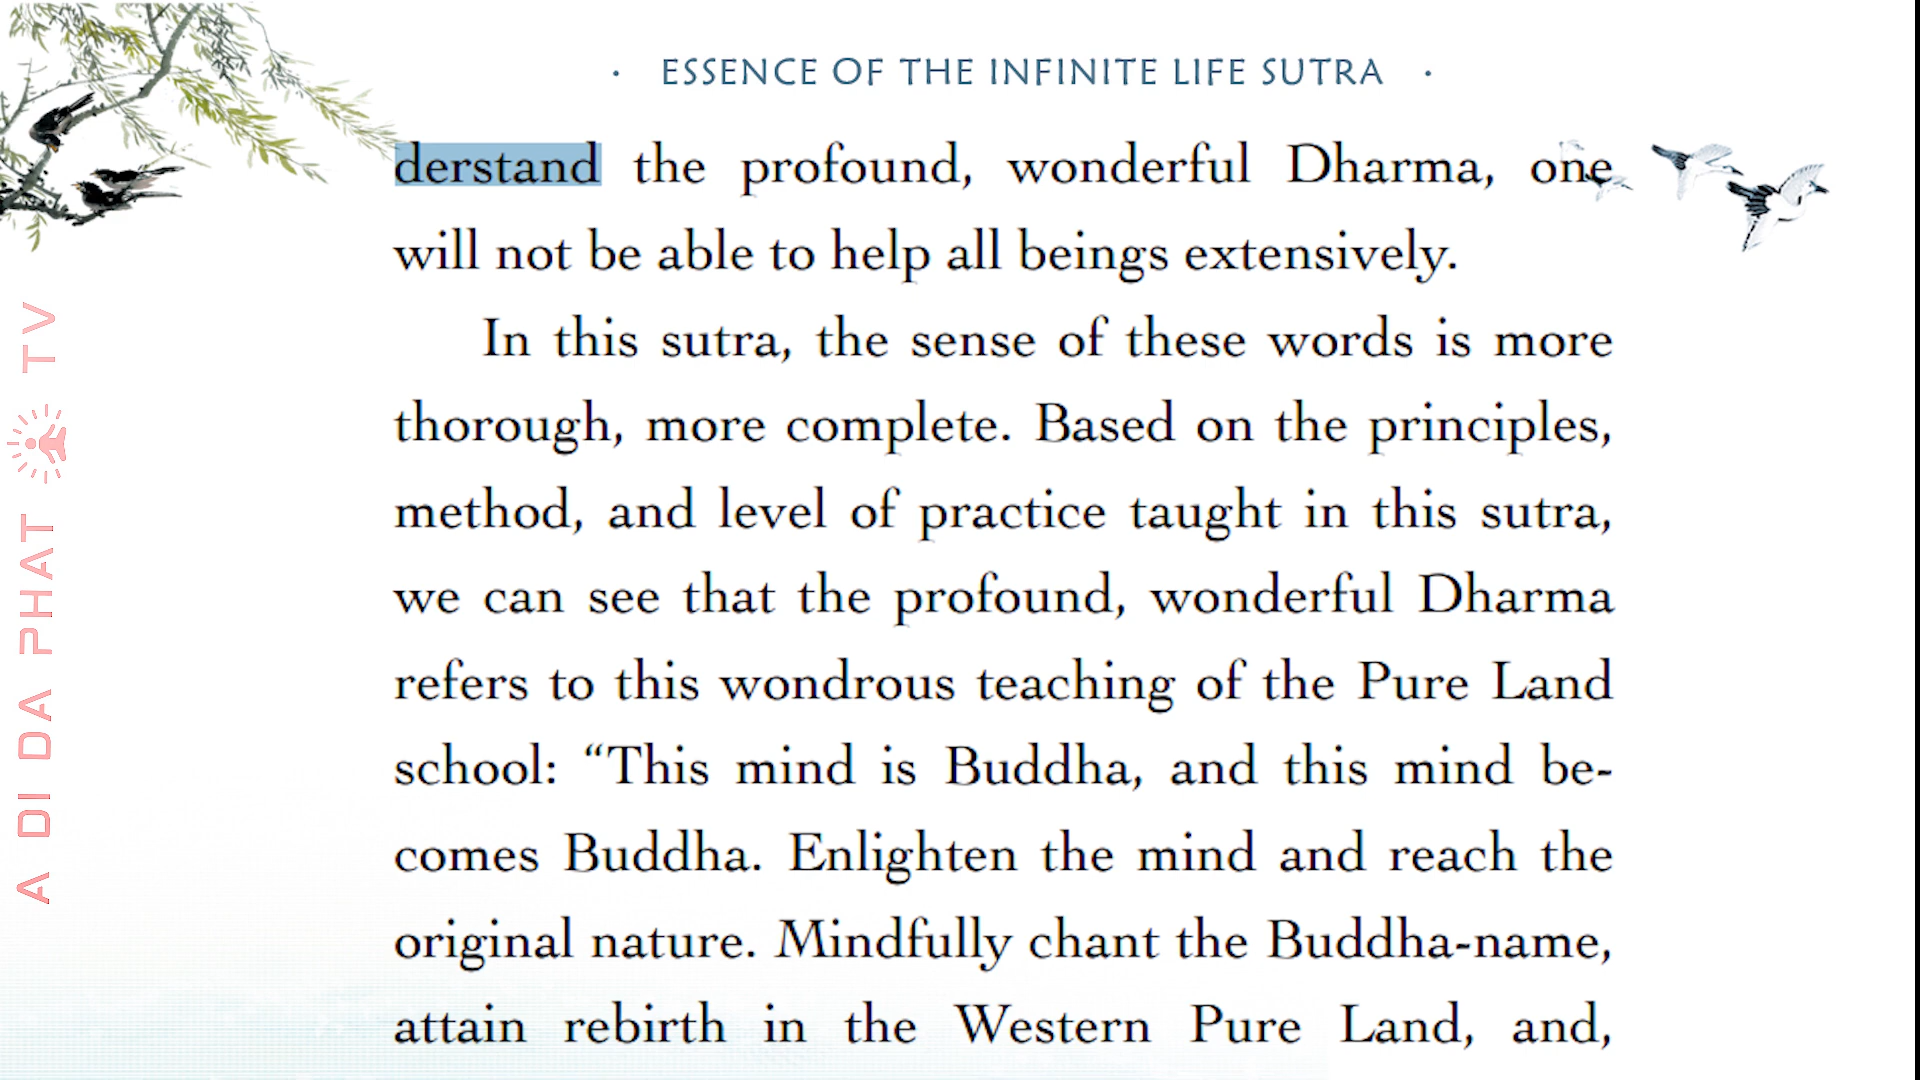 · ESSENCE OF THE INFINITE LIFE SUTRA ·
derstand the profound, wonderful Dharma, one
will not be able to help all beings extensively.
In this sutra, the sense of these words is more
thorough, more complete. Based on the principles,
method, and level of practice taught in this sutra,
we can see that the profound, wonderful Dharma
refers to this wondrous teaching of the Pure Land
school: “This mind is Buddha, and this mind be-
comes Buddha. Enlighten the mind and reach the
original nature. Mindfully chant the Buddha-name,
attain rebirth in the Western Pure Land, and,
A DI DA PHAT TV